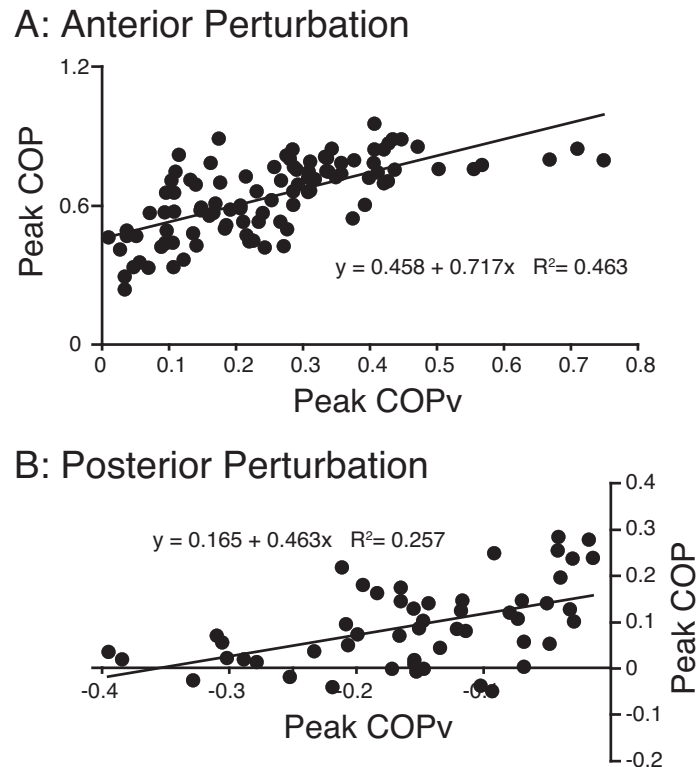 A: Anterior Perturbation
1.2
0.6
0
Peak COP
y = 0.458 + 0.717x R²= 0.463
0 0.1 0.2 0.3 0.4 0.5 0.6 0.7 0.8
Peak COPv
B: Posterior Perturbation
0.4
0.3
0.2
0.1
0
-0.1
-0.2
Peak COP
y = 0.165 + 0.463x R²= 0.257
-0.4 -0.3 -0.2
Peak COPv